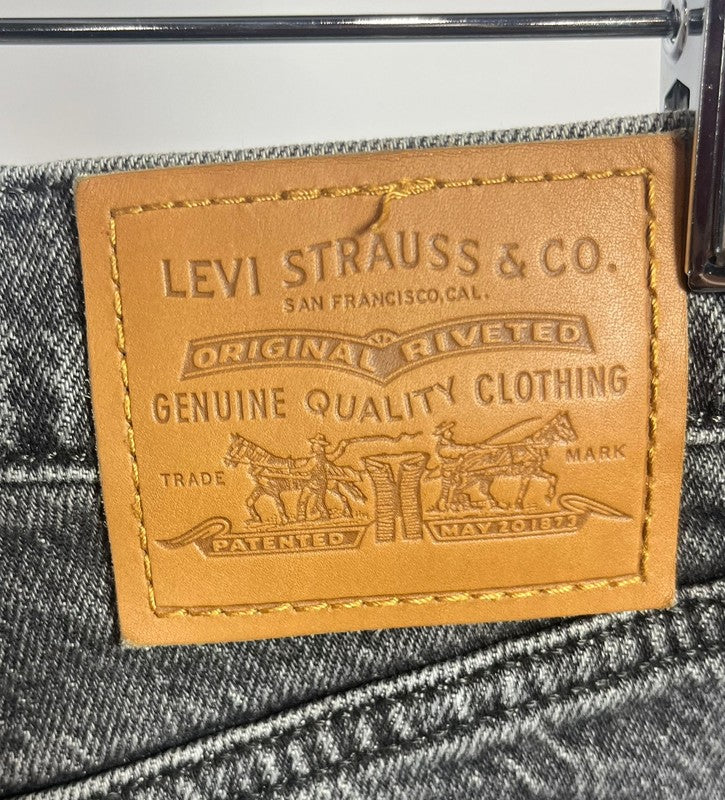 LEVI STRAUSS & CO.
SAN FRANCISCO, CAL.
ORIGINAL RIVETED
GENUINE QUALITY CLOTHING
TRADE MARK
PATENTED MAY 20 1873